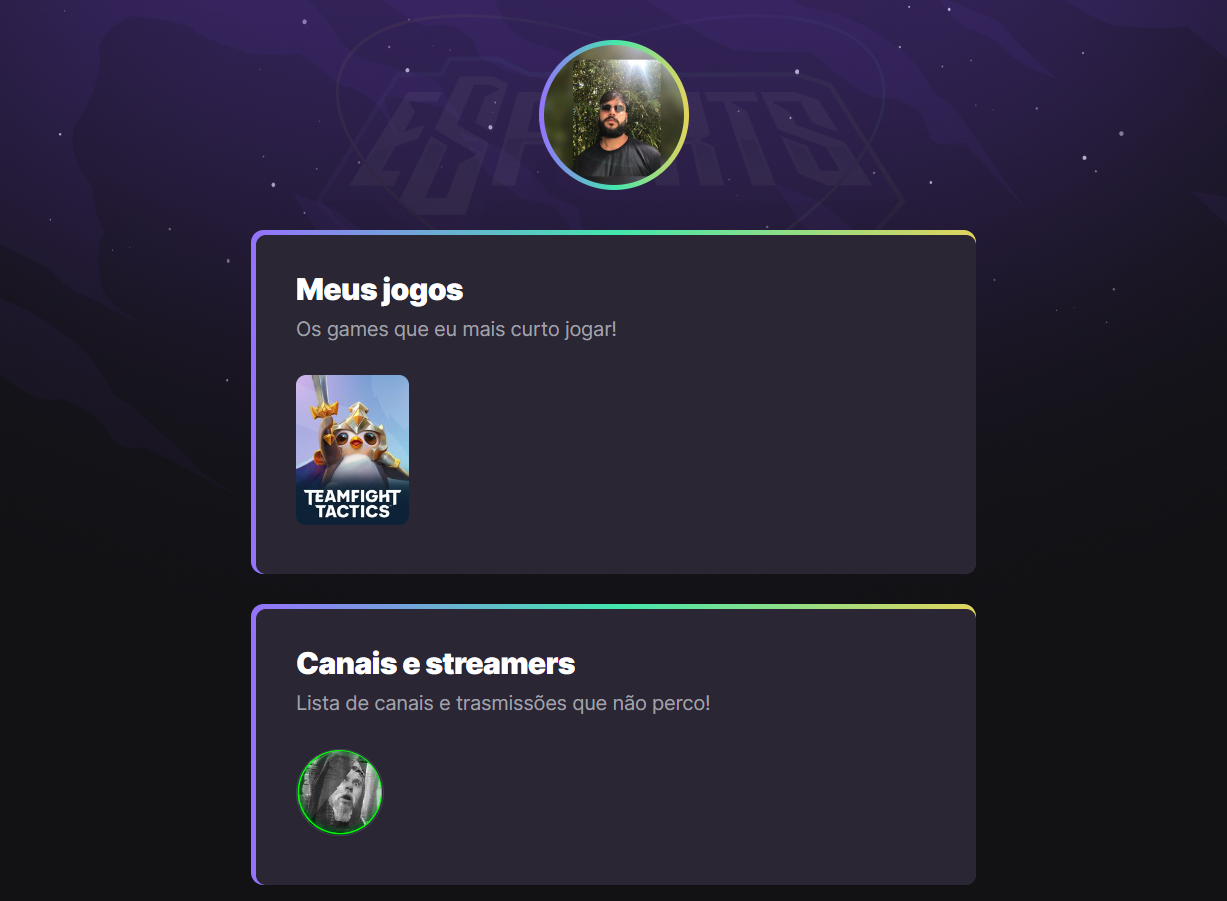 ESPORTS
Meus jogos
Os games que eu mais curto jogar!
TEAMFIGHT
TACTICS
Canais e streamers
Lista de canais e trasmissões que não perco!